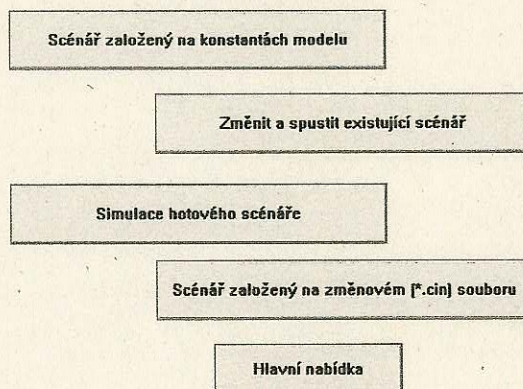 Scénář založený na konstantách modelu
Změnit a spustit existující scénář
Simulace hotového scénáře
Scénář založený na změnovém (*.cin) souboru
Hlavní nabídka